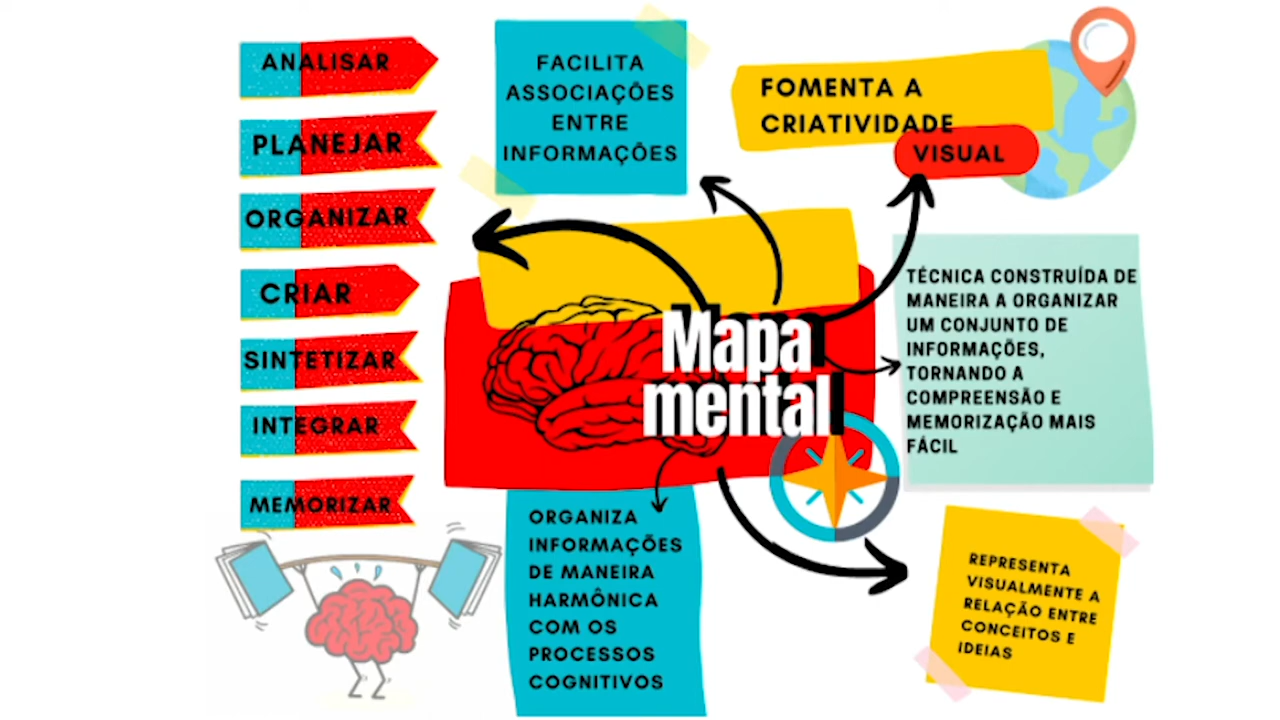 ANALISAR
PLANEJAR
ORGANIZAR
CRIAR
SINTETIZAR
INTEGRAR
MEMORIZAR
FACILITA
ASSOCIAÇÕES
ENTRE
INFORMAÇÕES
FOMENTA A
CRIATIVIDADE
VISUAL
Mapa
mental
TÉCNICA CONSTRUÍDA DE
MANEIRA A ORGANIZAR
UM CONJUNTO DE
INFORMAÇÕES,
TORNANDO A
COMPREENSÃO E
MEMORIZAÇÃO MAIS
FÁCIL
ORGANIZA
INFORMAÇÕES
DE MANEIRA
HARMÔNICA
COM OS
PROCESSOS
COGNITIVOS
REPRESENTA
VISUALMENTE A
RELAÇÃO ENTRE
CONCEITOS E
IDEIAS